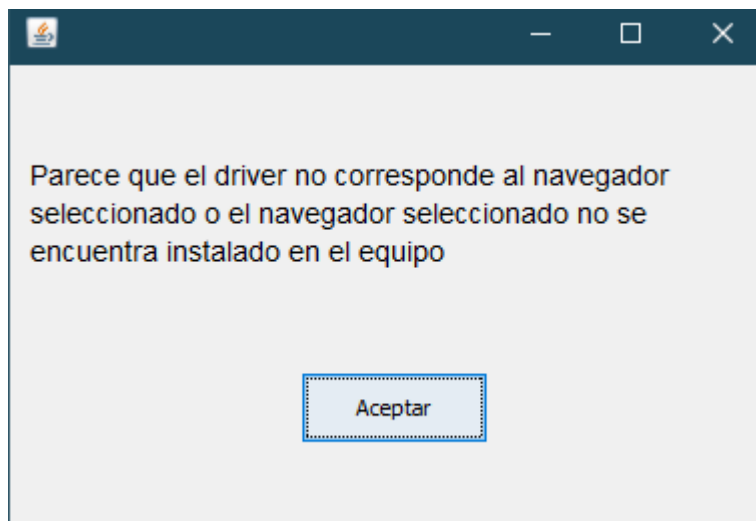 Parece que el driver no corresponde al navegador
seleccionado o el navegador seleccionado no se
encuentra instalado en el equipo
Aceptar